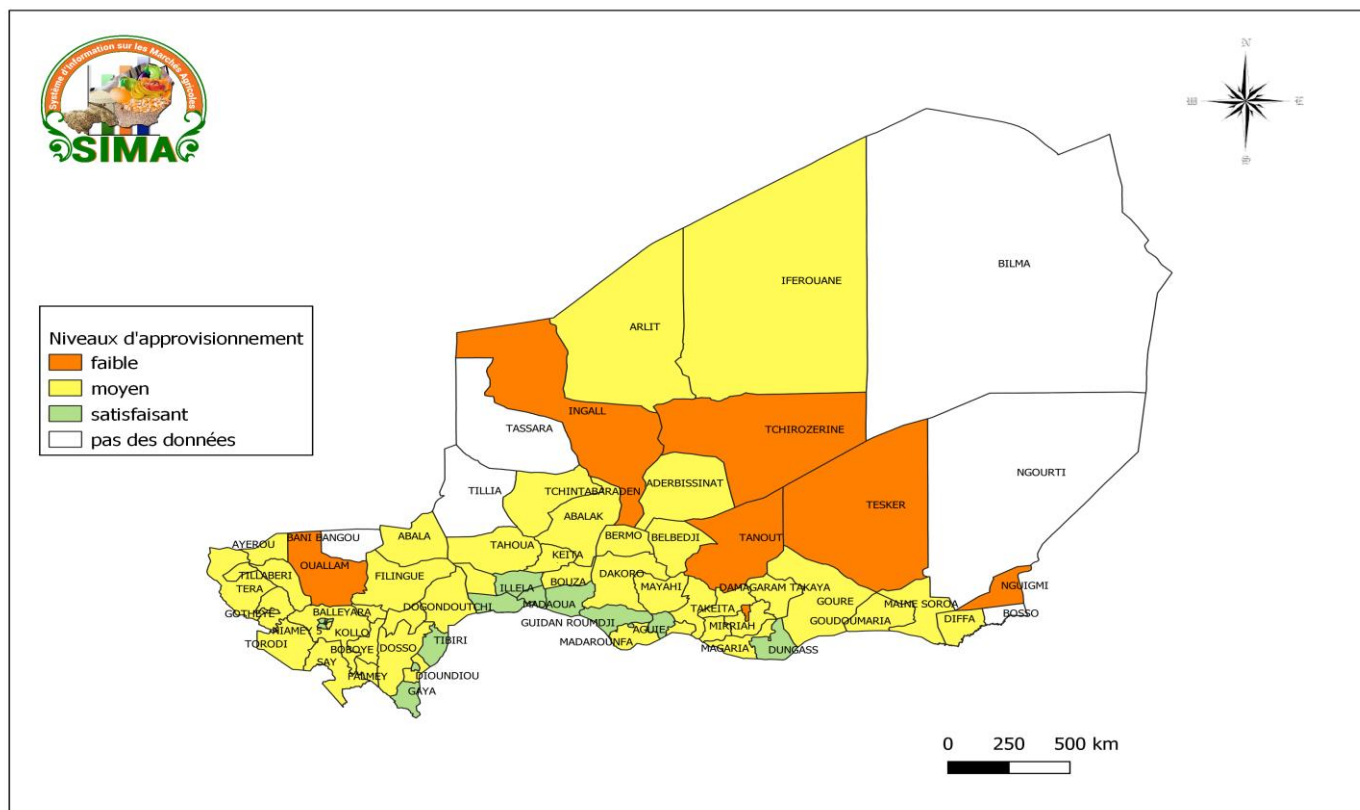 Système d'Information sur les Marchés Agricoles
SIMA
N
W
E
S
BILMA
IFEROUANE
ARLIT
Niveaux d'approvisionnement
faible
moyen
satisfaisant
pas des données
INGALL
TASSARA
TCHIROZERINE
NGOURTI
TILLIA
TCHINTABARADEN
ADERBISSINAT
TESKER
ABALAK
BANI BANGOU
ABALA
BERMO
BELBEDJI
TANOUT
AYEROU
TAHOUA
KEITA
OUALLAM
TILLABERI
FILINGUE
DAKORO
ILLELA
BOUZA
MAYAHI
DAMAGARAM TAKAYA
NGUIGMI
TERA
GOURE
MAINE SOROA
DOGONDOUTCHI
MADAOUA
TAKEITA
BOSSO
GOTHEYE
BALLEYARA
GUIDAN ROUMDJI
GOUDOUMARIA
DIFFA
NIAMEY 5
KOLLO
AGUIE
MIRRIAH
TORODI
BOBOYE
DOSSO
TIBIRI
MADAROUNFA
MAGARIA
DUNGASS
SAY
FALMEY
DIOUNDIOU
GAYA
0 250 500 km